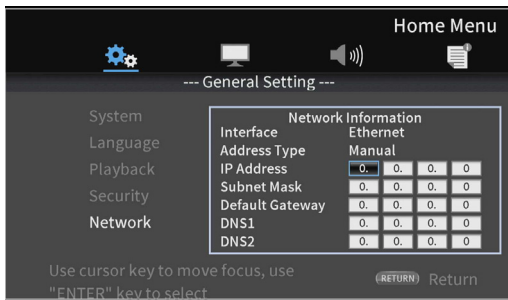 Home Menu
--- General Setting ---
System
Language
Playback
Security
Network
Network Information
Interface Ethernet
Address Type Manual
IP Address 0. 0. 0. 0
Subnet Mask 0. 0. 0. 0
Default Gateway 0. 0. 0. 0
DNS1 0. 0. 0. 0
DNS2 0. 0. 0. 0
Use cursor key to move focus, use
"ENTER" key to select
RETURN Return